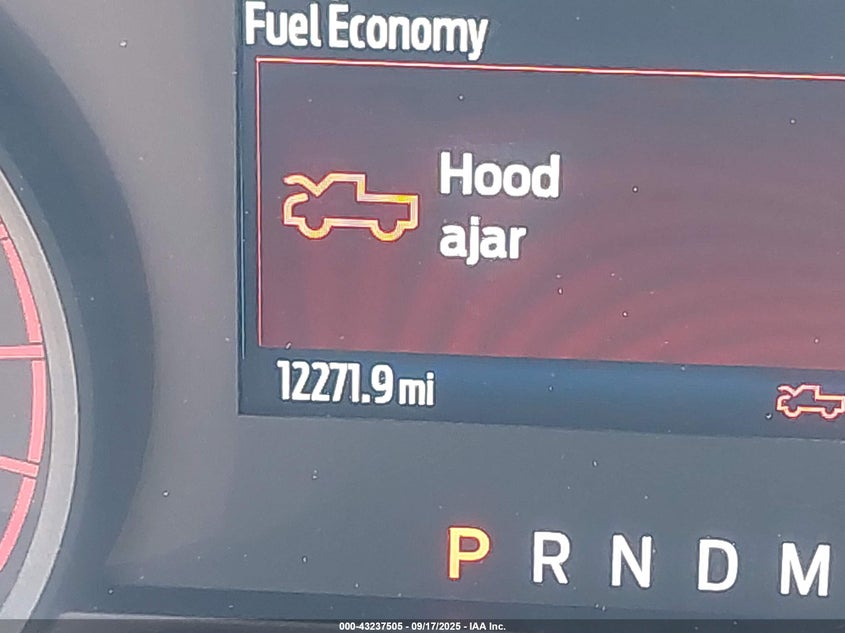 Fuel Economy
Hood
ajar
12271.9 mi
P R N D M
000-43237505 - 09/17/2025 - IAA Inc.